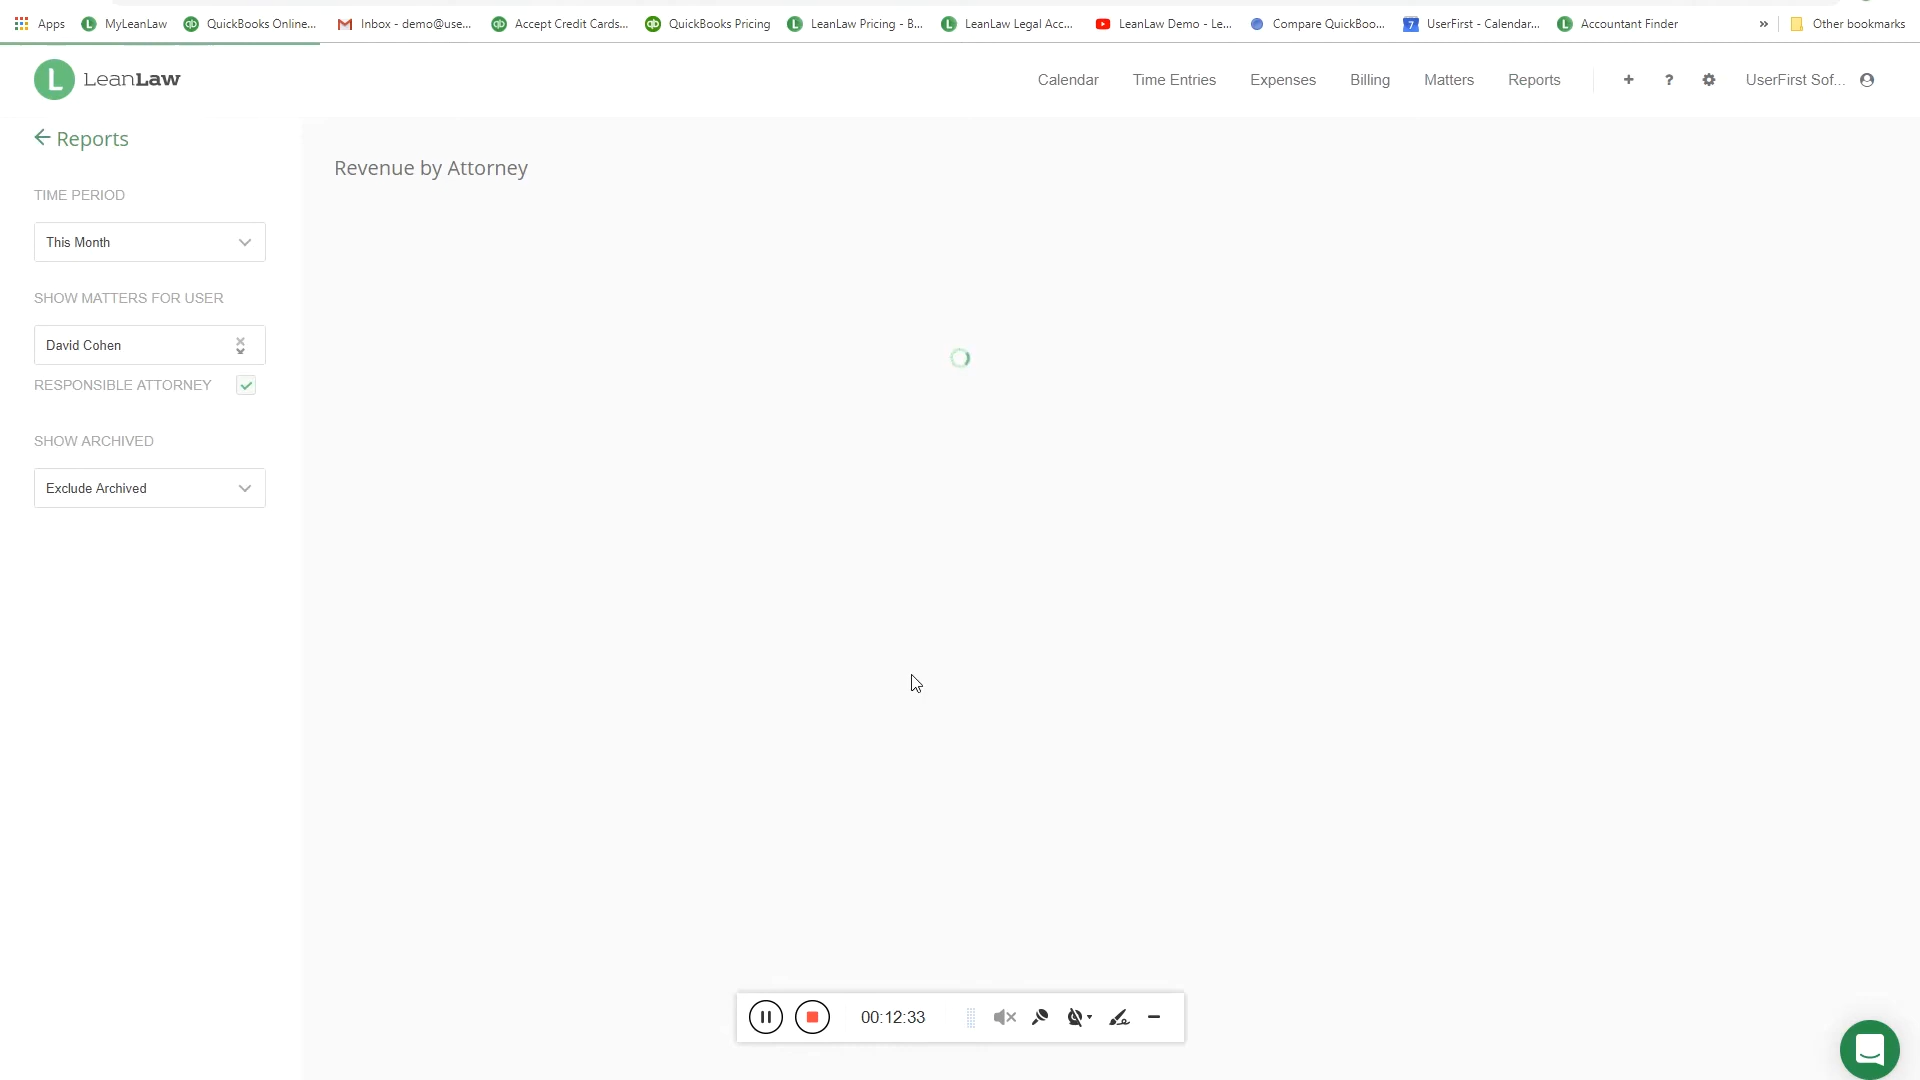 Apps MyLeanLaw QuickBooks Online... Inbox - demo@use... Accept Credit Cards... QuickBooks Pricing LeanLaw Pricing - B... LeanLaw Legal Acc... LeanLaw Demo - Le... Compare QuickBoo... UserFirst - Calendar... Accountant Finder » Other bookmarks
LeanLaw Calendar Time Entries Expenses Billing Matters Reports + ? UserFirst Sof...
Reports
Revenue by Attorney
TIME PERIOD
This Month
SHOW MATTERS FOR USER
David Cohen
RESPONSIBLE ATTORNEY
SHOW ARCHIVED
Exclude Archived
00:12:33